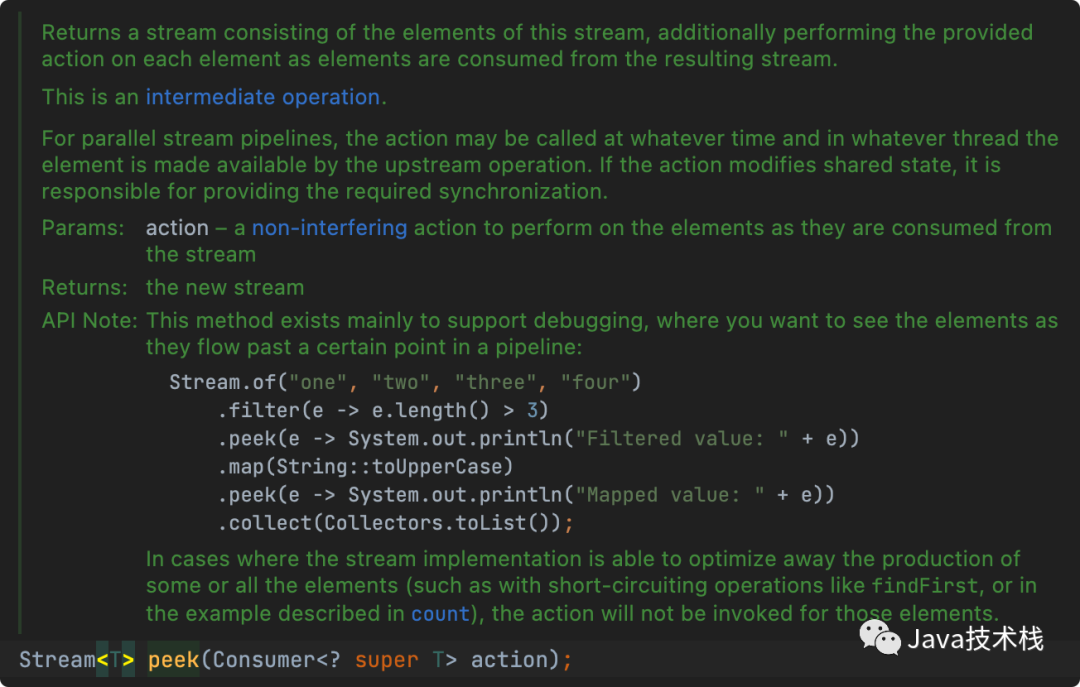 Returns a stream consisting of the elements of this stream, additionally performing the provided
action on each element as elements are consumed from the resulting stream.
This is an intermediate operation.
For parallel stream pipelines, the action may be called at whatever time and in whatever thread the
element is made available by the upstream operation. If the action modifies shared state, it is
responsible for providing the required synchronization.
Params: action – a non-interfering action to perform on the elements as they are consumed from
the stream
Returns: the new stream
API Note: This method exists mainly to support debugging, where you want to see the elements as
they flow past a certain point in a pipeline:
Stream.of("one", "two", "three", "four")
.filter(e -> e.length() > 3)
.peek(e -> System.out.println("Filtered value: " + e))
.map(String::toUpperCase)
.peek(e -> System.out.println("Mapped value: " + e))
.collect(Collectors.toList());
In cases where the stream implementation is able to optimize away the production of
some or all the elements (such as with short-circuiting operations like findFirst, or in
the example described in count), the action will not be invoked for those elements.
Java技术栈
Stream<T> peek(Consumer<? super T> action);